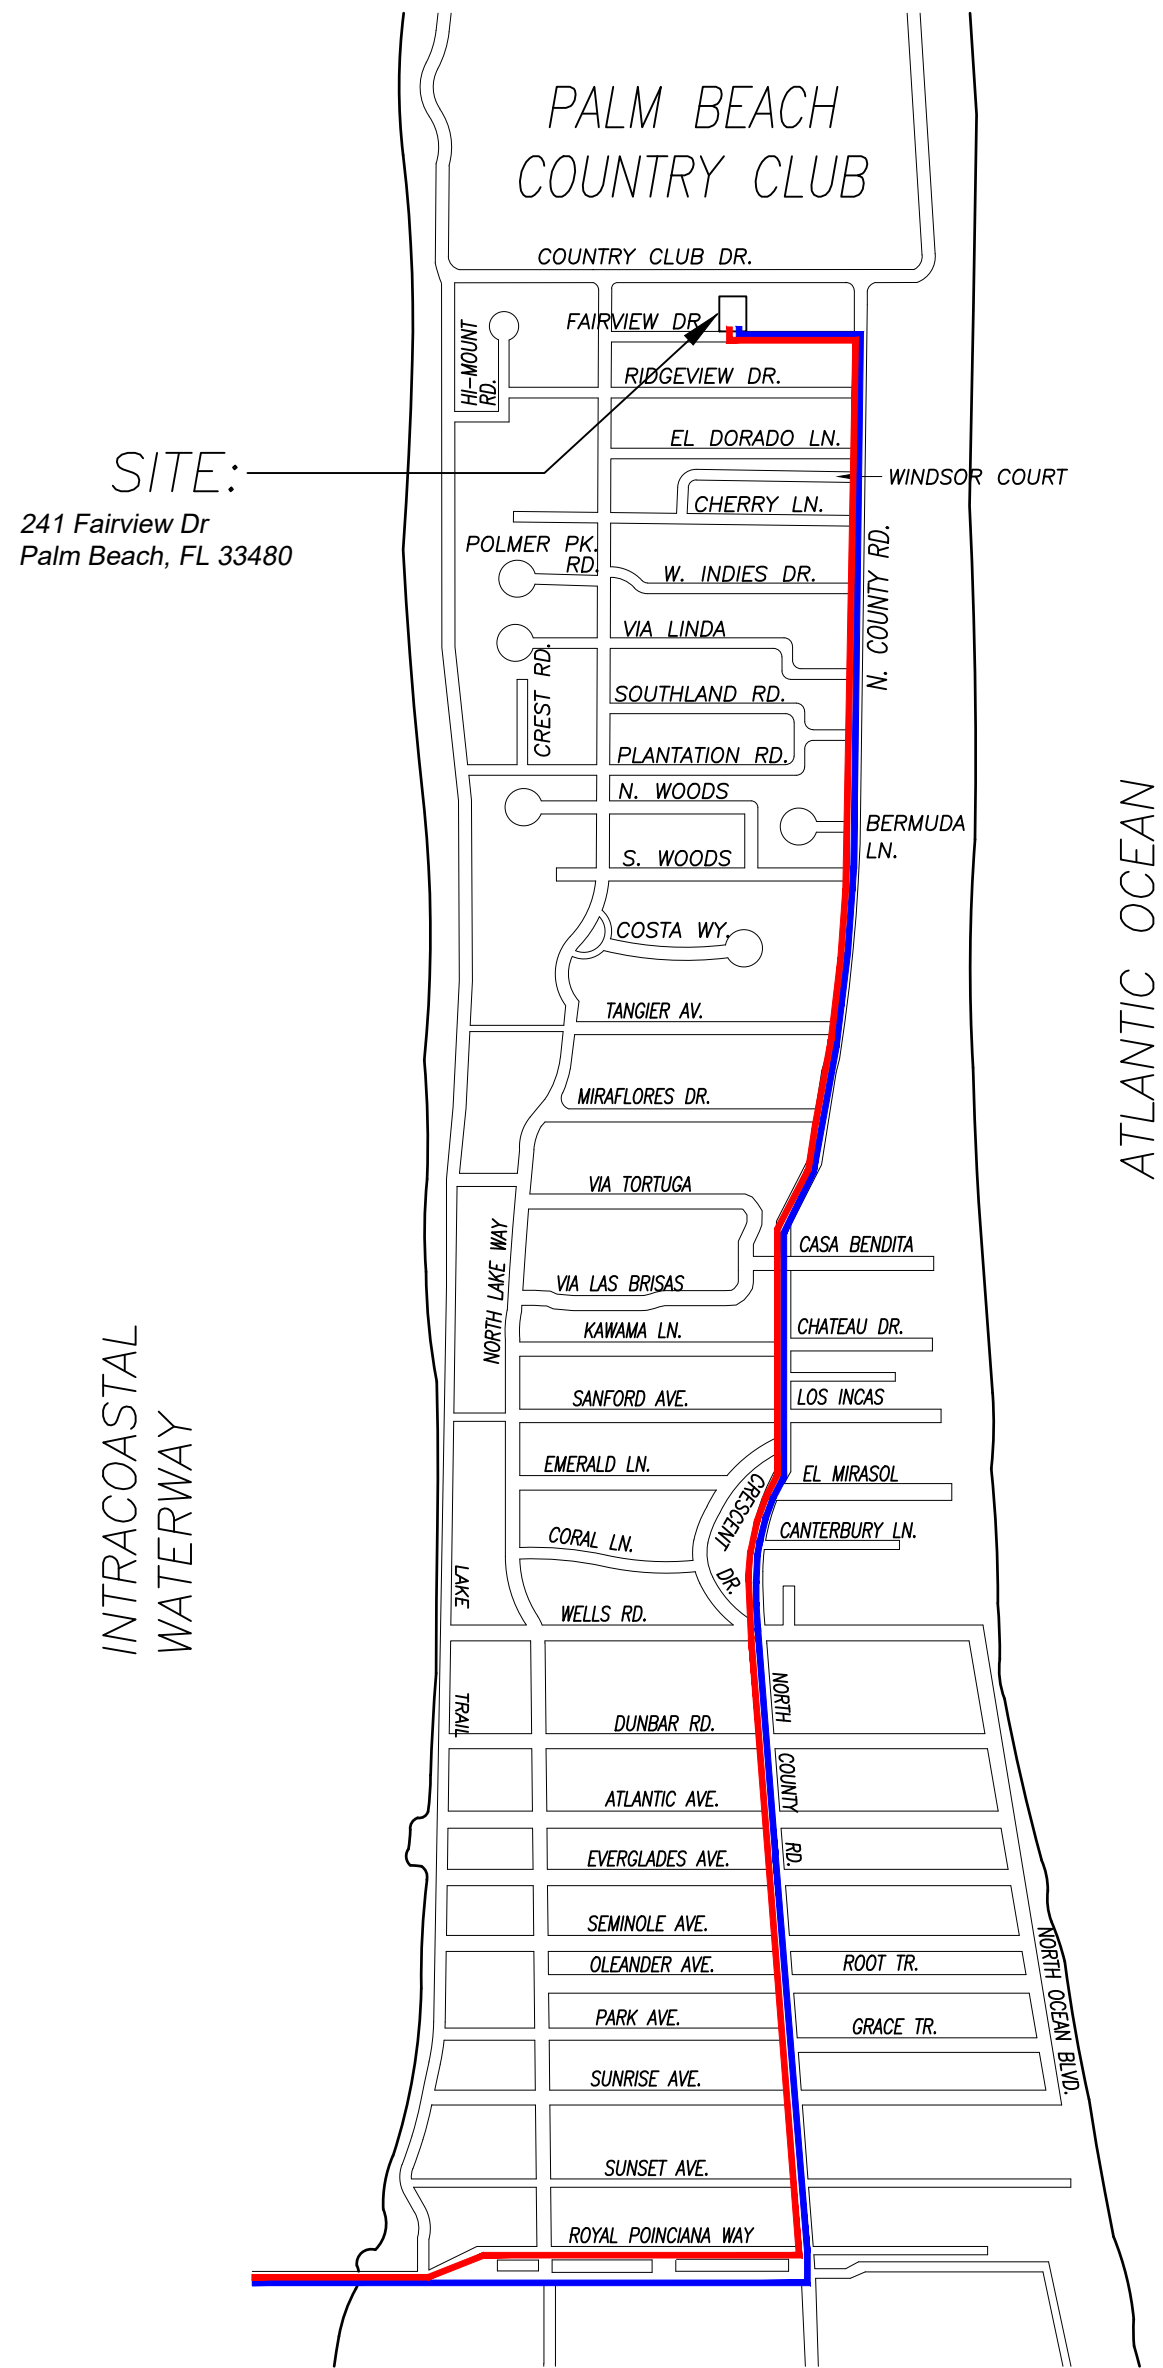 PALM BEACH
COUNTRY CLUB
COUNTRY CLUB DR.
FAIRVIEW DR.
HI-MOUNT
RD.
RIDGEVIEW DR.
EL DORADO LN.
SITE:
WINDSOR COURT
CHERRY LN.
241 Fairview Dr
Palm Beach, FL 33480
POLMER PK.
RD.
W. INDIES DR.
N. COUNTY RD.
VIA LINDA
CREST RD.
SOUTHLAND RD.
PLANTATION RD.
N. WOODS
BERMUDA
LN.
S. WOODS
ATLANTIC OCEAN
COSTA WY.
TANGIER AV.
MIRAFLORES DR.
VIA TORTUGA
NORTH LAKE WAY
CASA BENDITA
VIA LAS BRISAS
KAWAMA LN.
CHATEAU DR.
SANFORD AVE.
LOS INCAS
INTRACOASTAL
WATERWAY
EMERALD LN.
CRESCENT DR.
EL MIRASOL
CORAL LN.
CANTERBURY LN.
LAKE TRAIL
WELLS RD.
NORTH COUNTY RD.
DUNBAR RD.
ATLANTIC AVE.
EVERGLADES AVE.
SEMINOLE AVE.
OLEANDER AVE.
ROOT TR.
NORTH OCEAN BLVD.
PARK AVE.
GRACE TR.
SUNRISE AVE.
SUNSET AVE.
ROYAL POINCIANA WAY